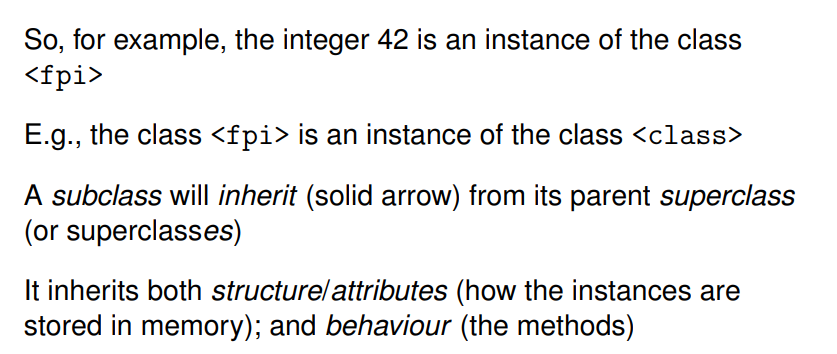 So, for example, the integer 42 is an instance of the class
<fpi>
E.g., the class <fpi> is an instance of the class <class>
A subclass will inherit (solid arrow) from its parent superclass
(or superclasses)
It inherits both structure/attributes (how the instances are
stored in memory); and behaviour (the methods)